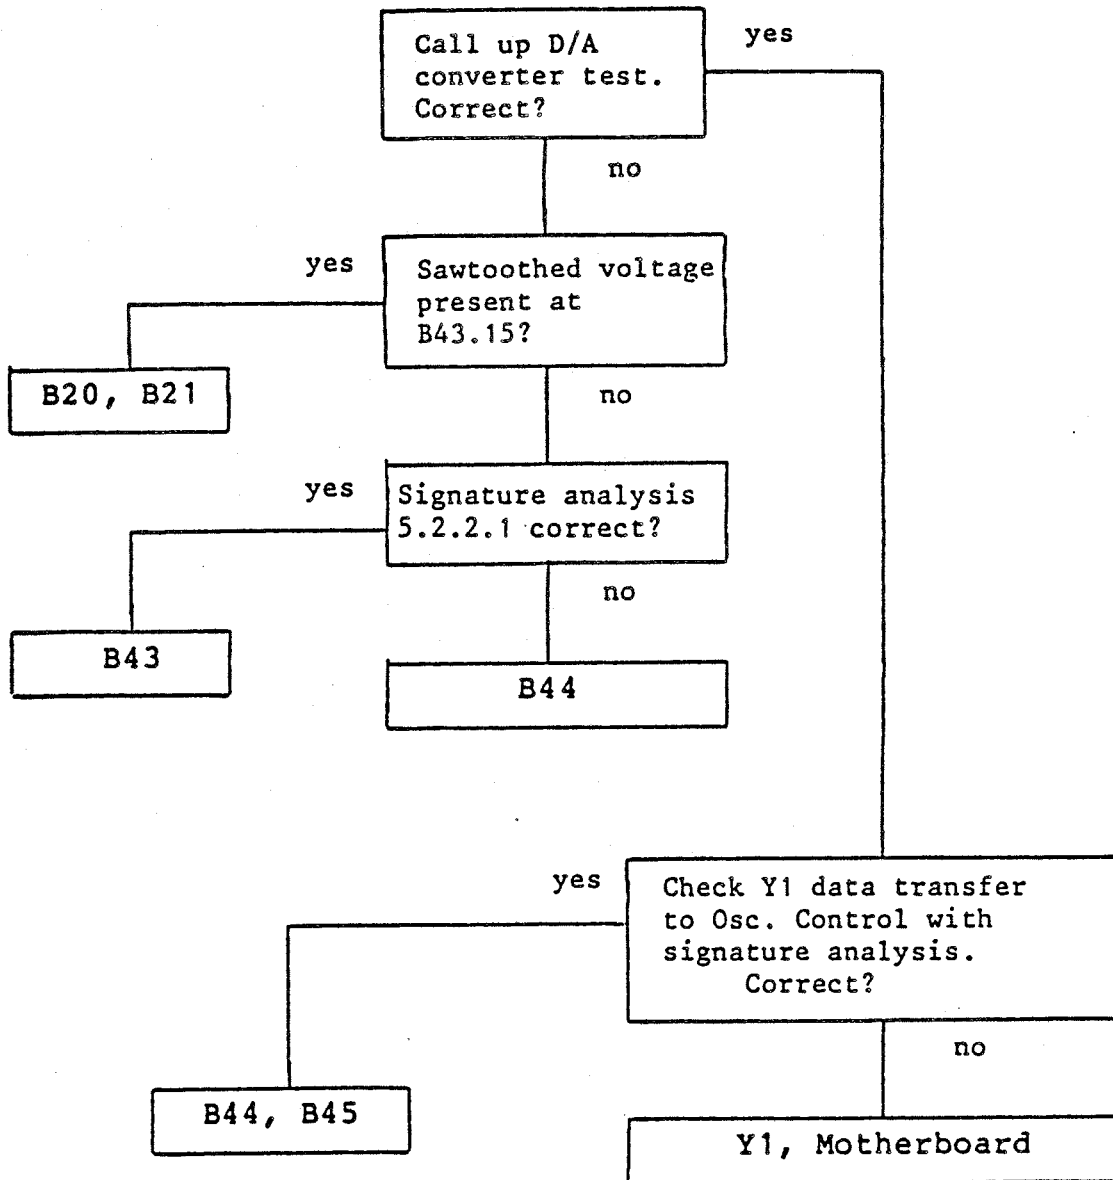 Call up D/A
converter test.
Correct?
yes
no
yes
Sawtoothed voltage
present at
B43.15?
B20, B21
no
yes
Signature analysis
5.2.2.1 correct?
no
B43
B44
yes
Check Y1 data transfer
to Osc. Control with
signature analysis.
Correct?
no
B44, B45
Y1, Motherboard